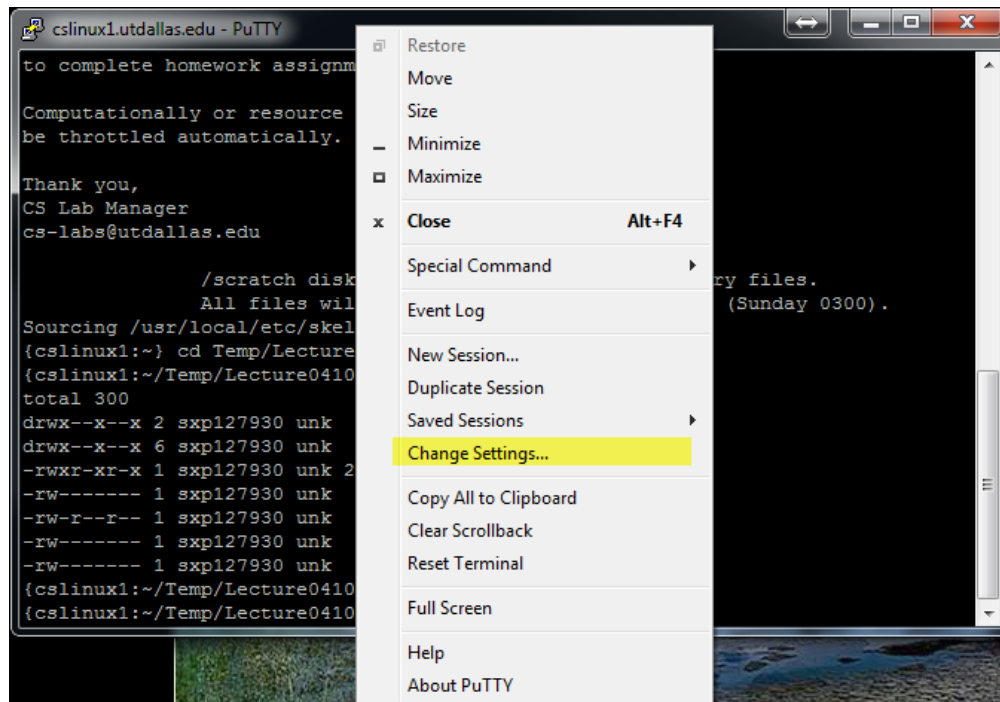 cslinux1.utdallas.edu - PuTTY
to complete homework assignm
Computationally or resource
be throttled automatically.
Thank you,
CS Lab Manager
cs-labs@utdallas.edu
/scratch disk
ry files.
All files wil
(Sunday 0300).
Sourcing /usr/local/etc/skel
{cslinux1:~} cd Temp/Lecture
{cslinux1:~/Temp/Lecture0410
total 300
drwx--x--x 2 sxp127930 unk
drwx--x--x 6 sxp127930 unk
-rwxr-xr-x 1 sxp127930 unk 2
-rw------- 1 sxp127930 unk
-rw-r--r-- 1 sxp127930 unk
-rw------- 1 sxp127930 unk
-rw------- 1 sxp127930 unk
{cslinux1:~/Temp/Lecture0410
{cslinux1:~/Temp/Lecture0410
Restore
Move
Size
Minimize
Maximize
Close Alt+F4
Special Command
Event Log
New Session...
Duplicate Session
Saved Sessions
Change Settings...
Copy All to Clipboard
Clear Scrollback
Reset Terminal
Full Screen
Help
About PuTTY